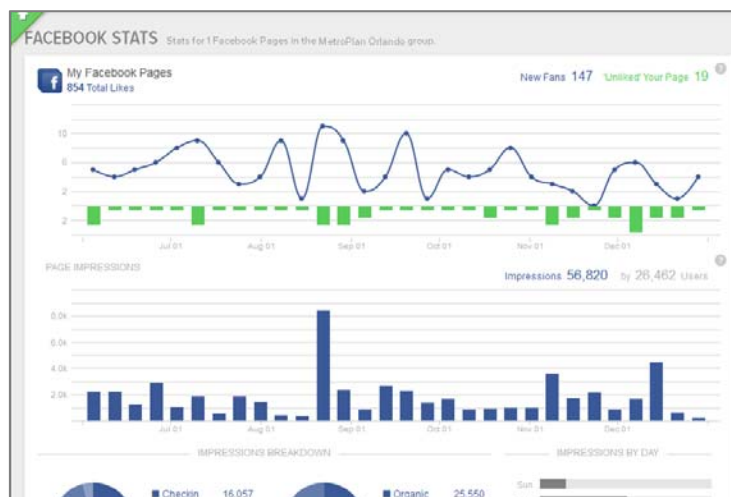 FACEBOOK STATS Stats for 1 Facebook Pages in the MetroPlan Orlando group.
My Facebook Pages
854 Total Likes
New Fans 147 'Unliked' Your Page 19
?
10
6
2
2
Jul 01 Aug 01 Sep 01 Oct 01 Nov 01 Dec 01
PAGE IMPRESSIONS
Impressions 56,820 by 26,462 Users
?
6.0k
4.0k
2.0k
Jul 01 Aug 01 Sep 01 Oct 01 Nov 01 Dec 01
IMPRESSIONS BREAKDOWN
IMPRESSIONS BY DAY
Checkin 16,057
Organic 25,550
Sun